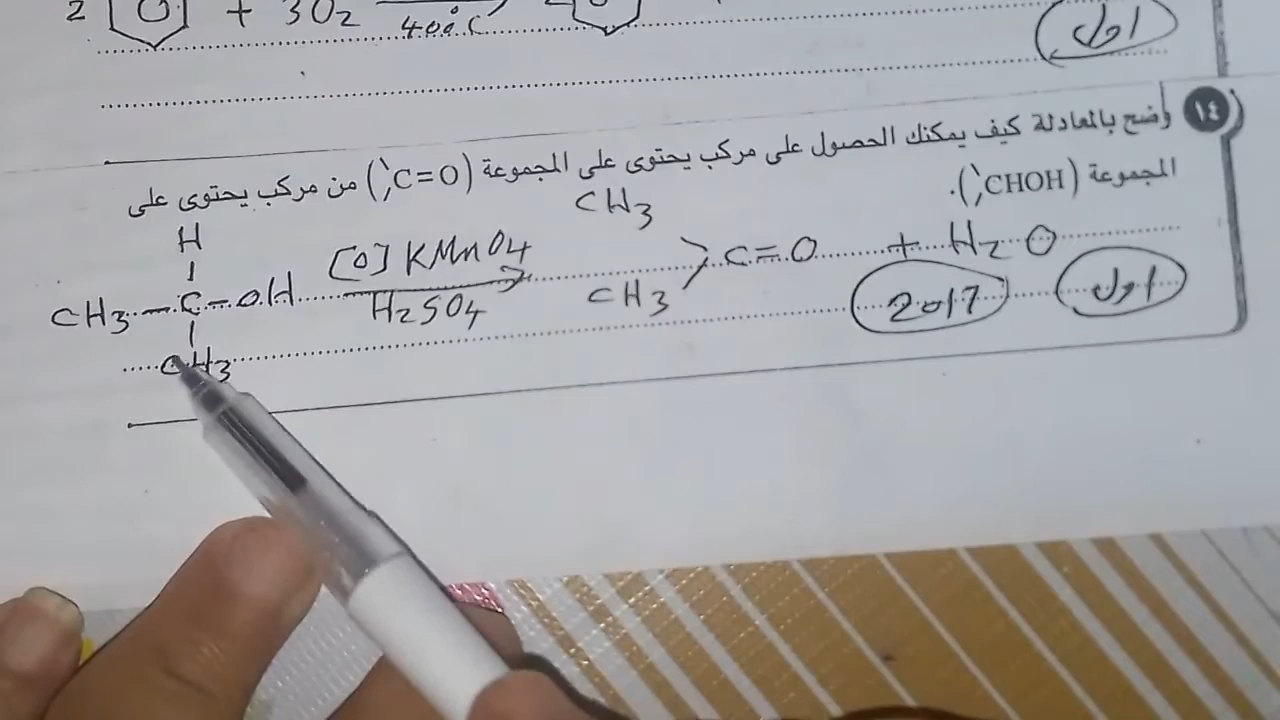 2 + 3O2 400°C
اول
١٤ وضح بالمعادلة كيف يمكنك الحصول على مركب يحتوى على المجموعة (C=O) من مركب يحتوى على
المجموعة (CHOH).
H CH3
CH3-C-OH [O] KMnO4 H2SO4 C=O + H2O
CH3 CH3 2017 اول